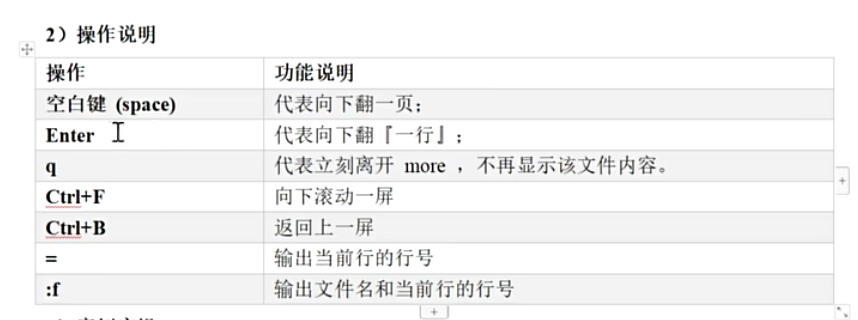 2）操作说明
操作 功能说明
空白键 (space) 代表向下翻一页；
Enter 代表向下翻『一行』；
q 代表立刻离开 more ，不再显示该文件内容。
Ctrl+F 向下滚动一屏
Ctrl+B 返回上一屏
= 输出当前行的行号
:f 输出文件名和当前行的行号